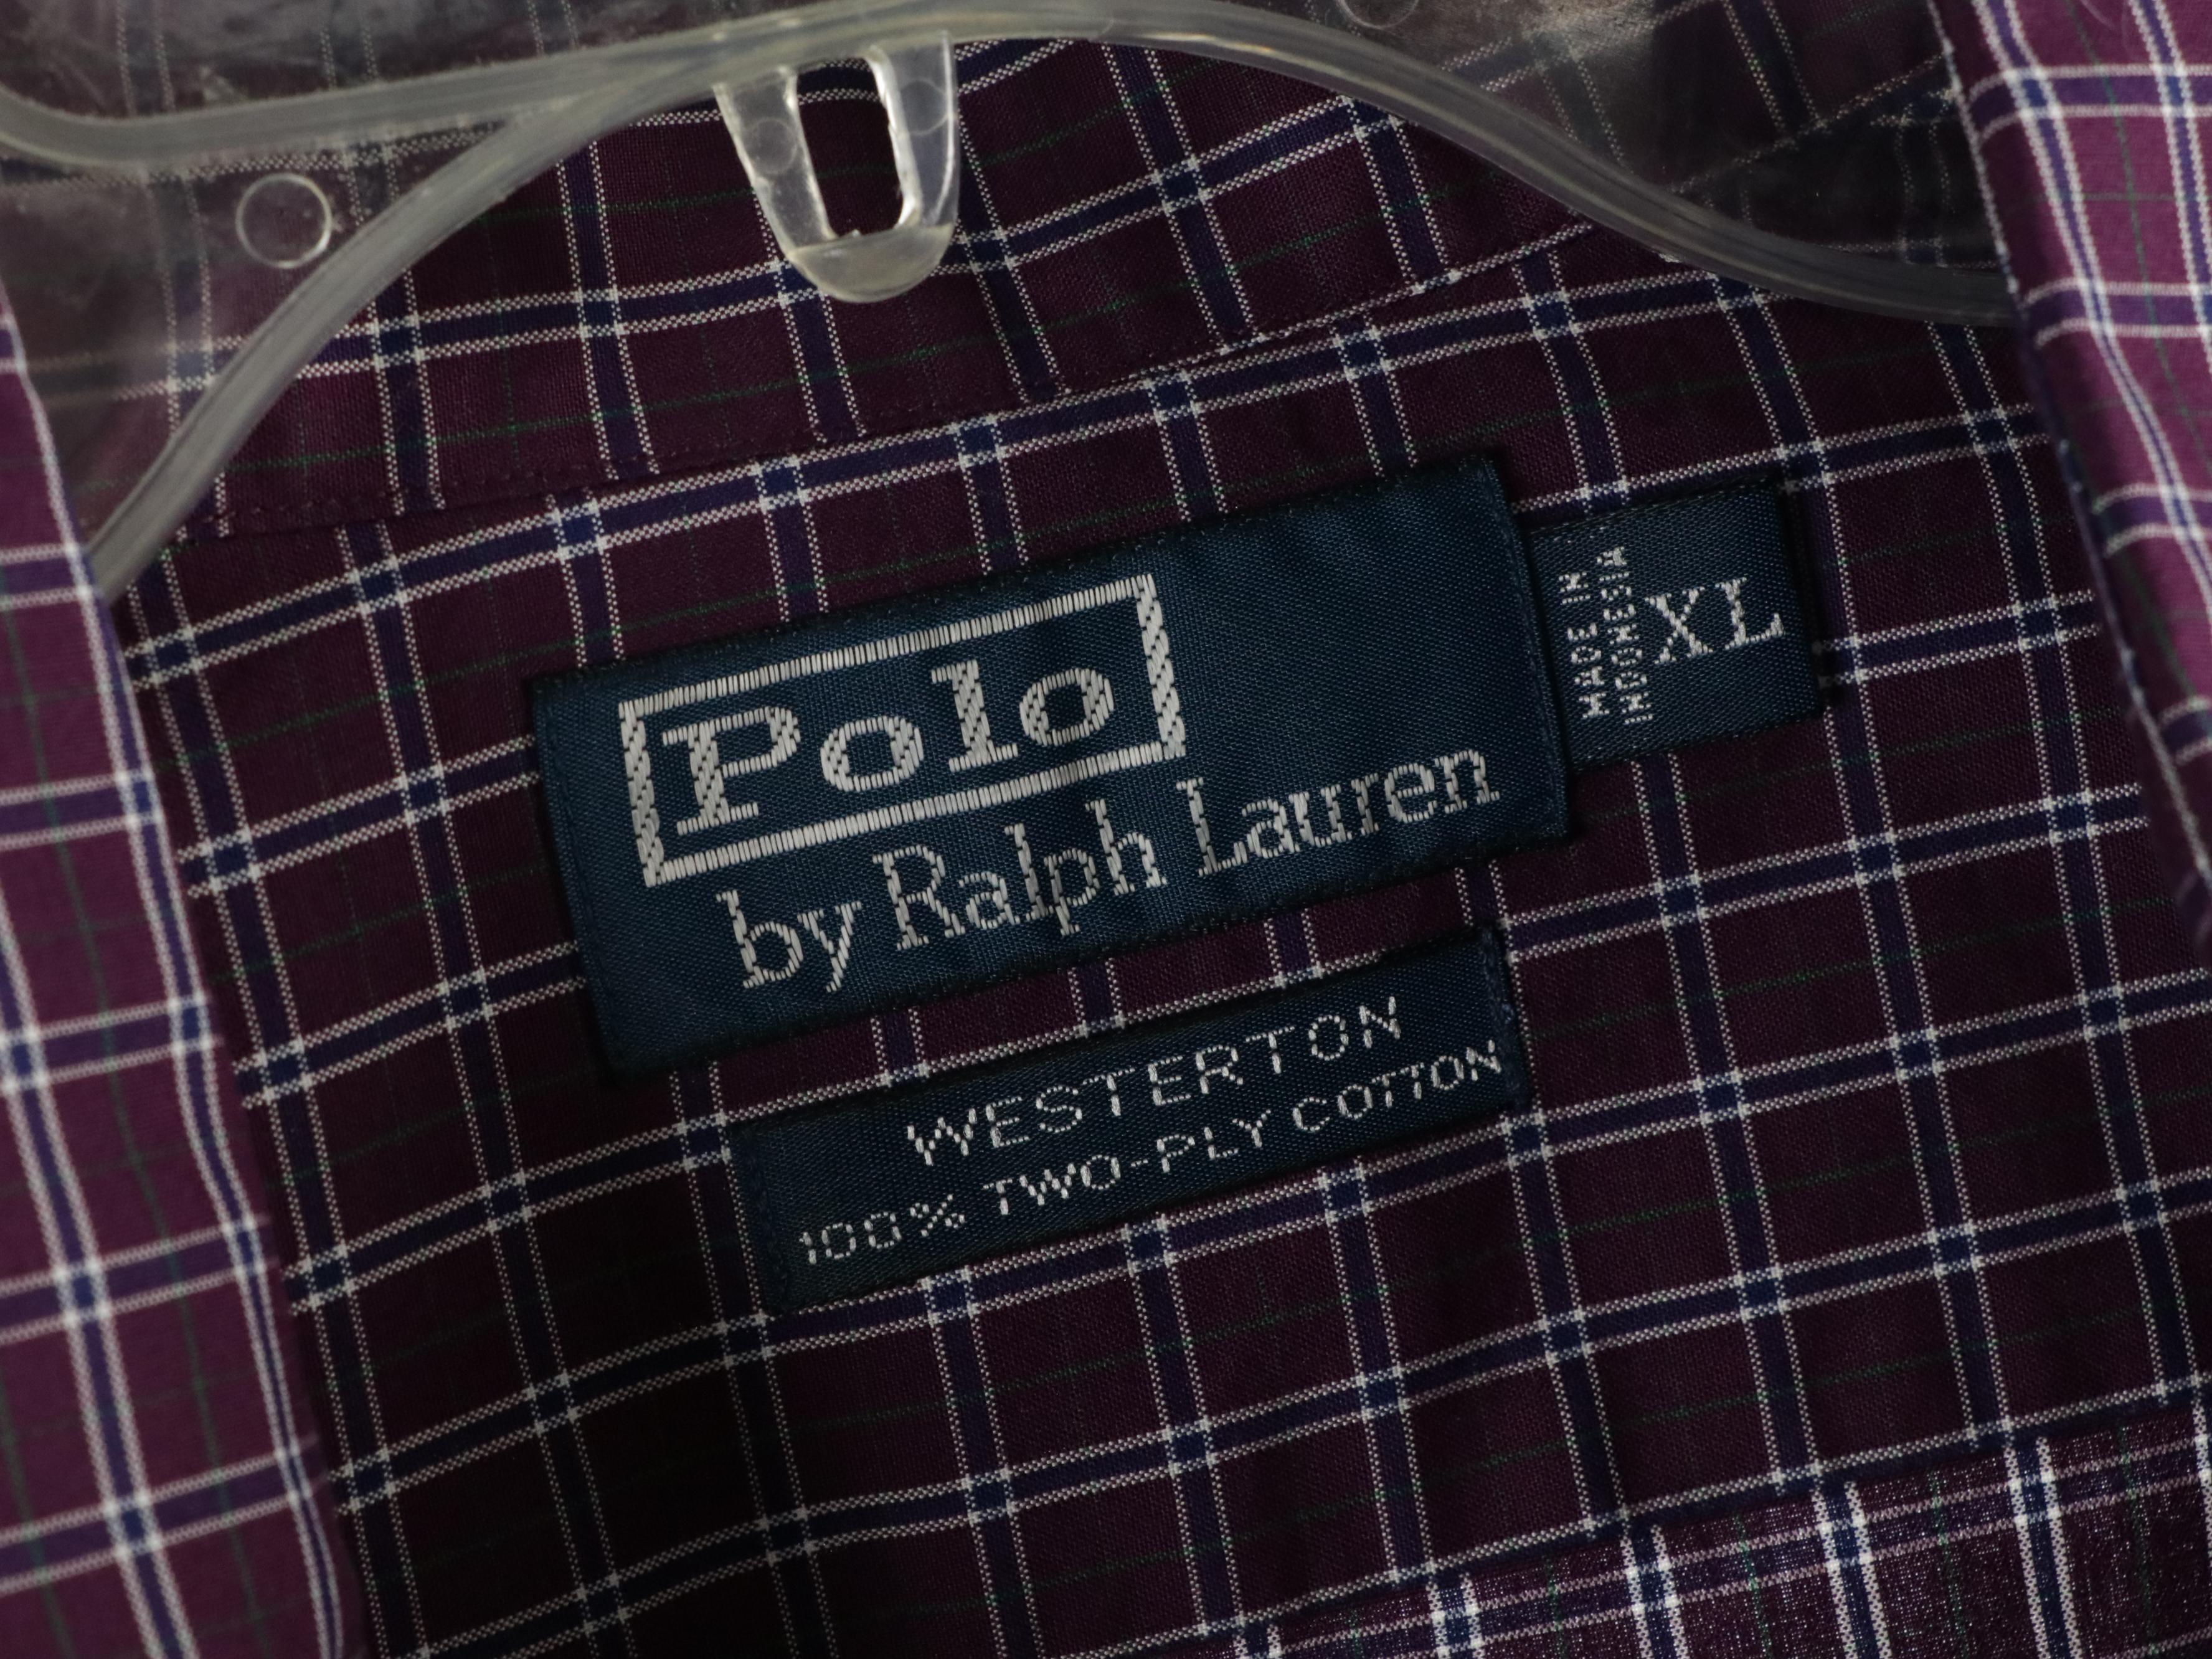 Polo
by Ralph Lauren
MADE IN
INDONESIA
XL
WESTERTON
100% TWO-PLY COTTON